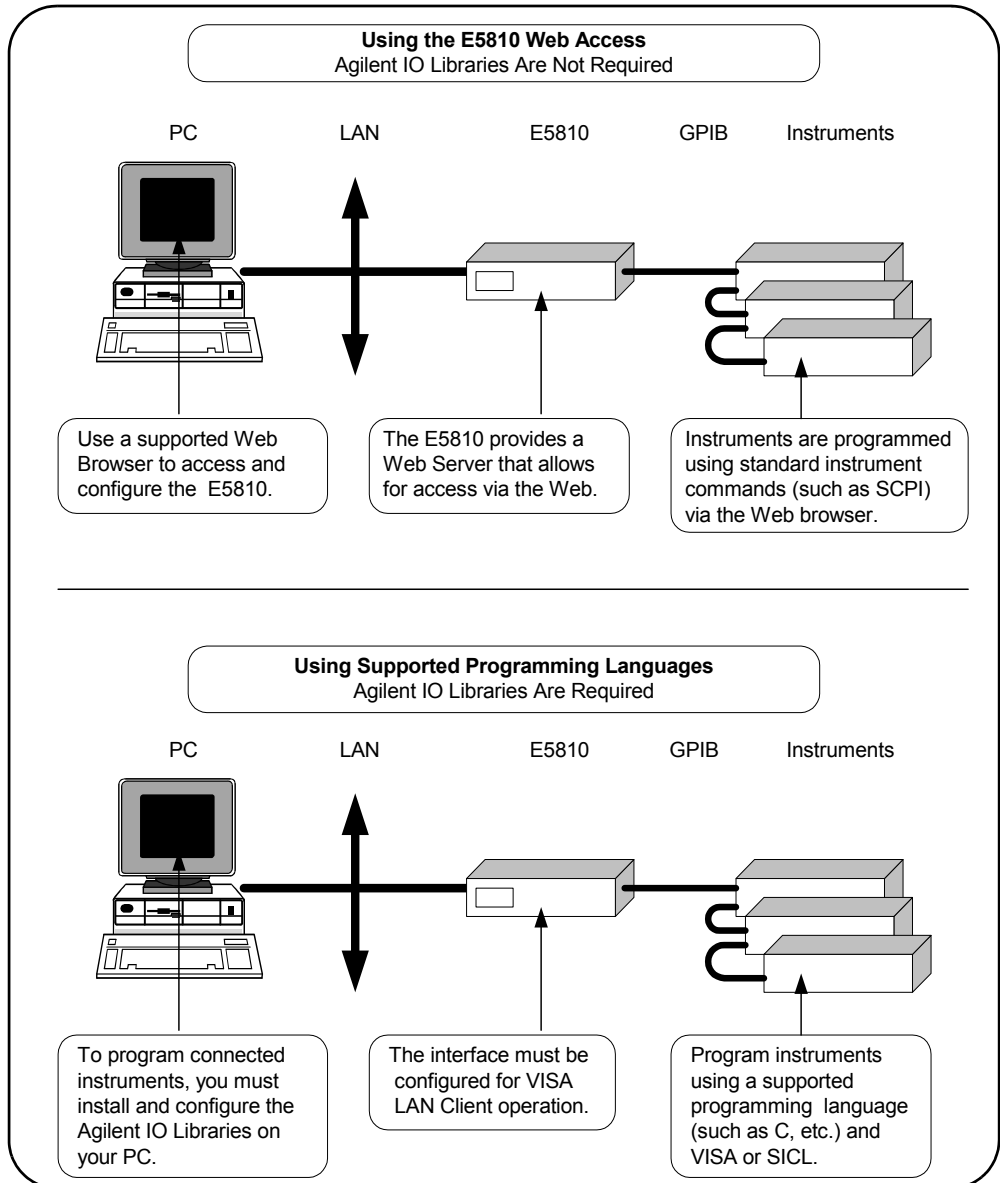 Using the E5810 Web Access
Agilent IO Libraries Are Not Required
PC LAN E5810 GPIB Instruments
Use a supported Web
Browser to access and
configure the E5810.
The E5810 provides a
Web Server that allows
for access via the Web.
Instruments are programmed
using standard instrument
commands (such as SCPI)
via the Web browser.
Using Supported Programming Languages
Agilent IO Libraries Are Required
PC LAN E5810 GPIB Instruments
To program connected
instruments, you must
install and configure the
Agilent IO Libraries on
your PC.
The interface must be
configured for VISA
LAN Client operation.
Program instruments
using a supported
programming language
(such as C, etc.) and
VISA or SICL.